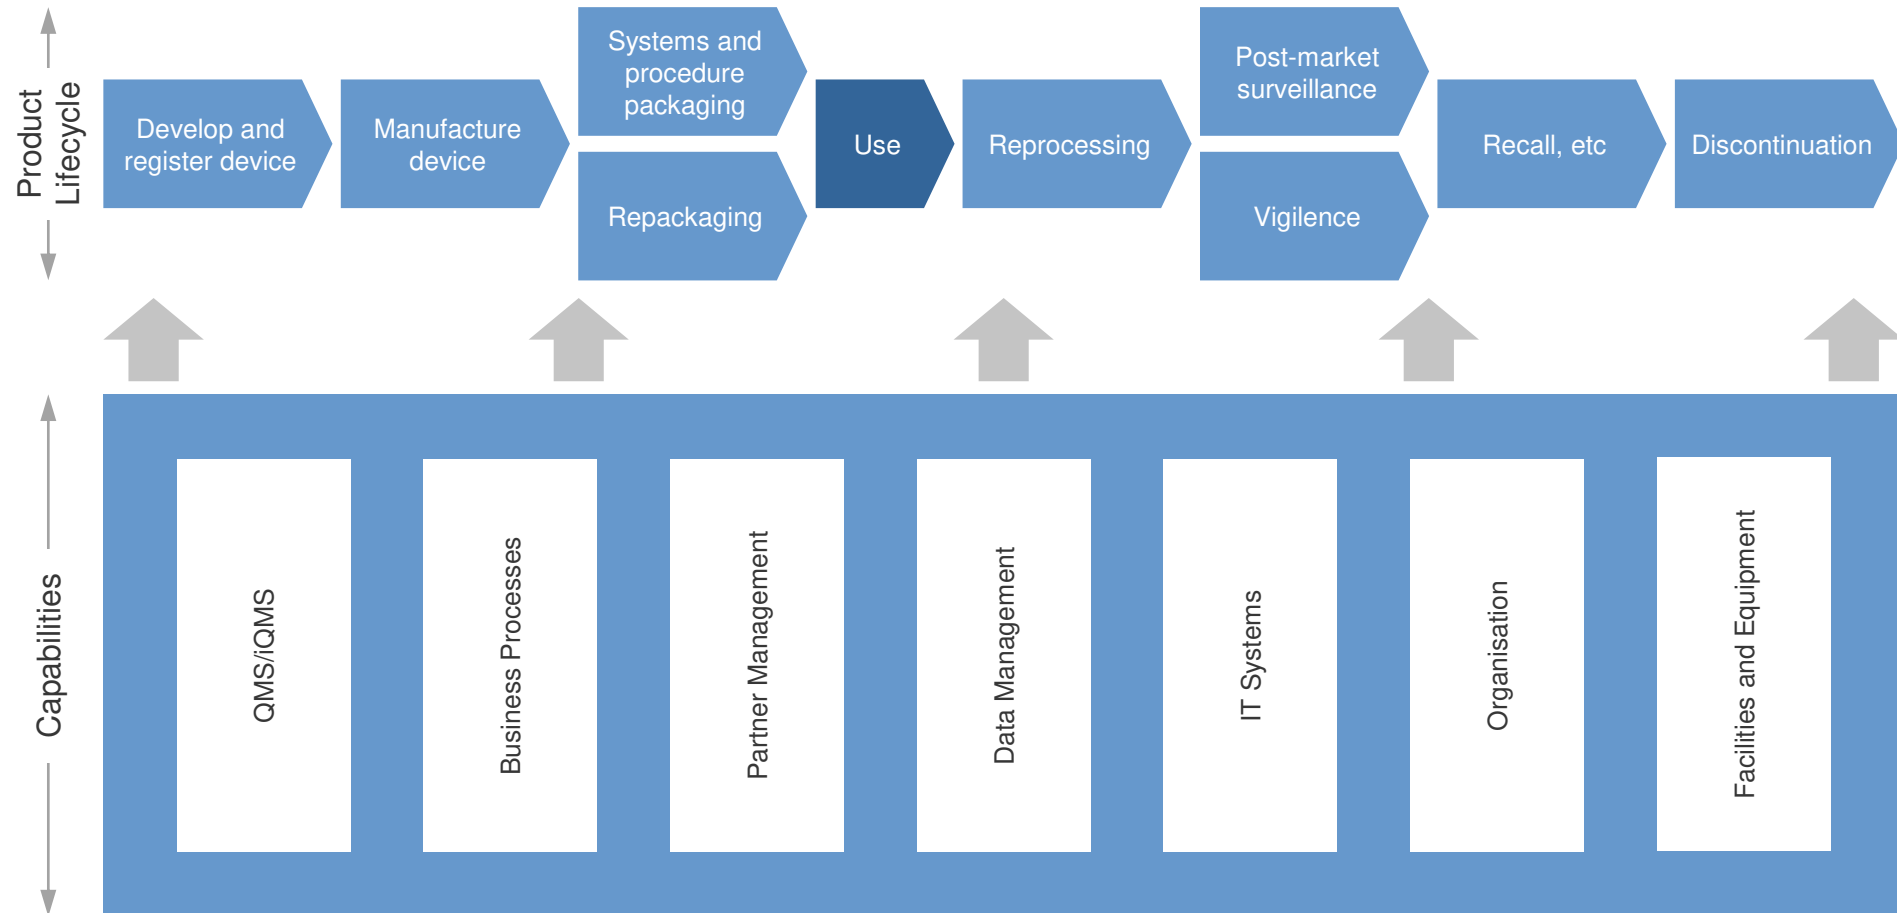 Product
Lifecycle
Develop and
register device
Manufacture
device
Systems and
procedure
packaging
Repackaging
Use
Reprocessing
Post-market
surveillance
Vigilence
Recall, etc
Discontinuation
Capabilities
QMS/iQMS
Business Processes
Partner Management
Data Management
IT Systems
Organisation
Facilities and Equipment